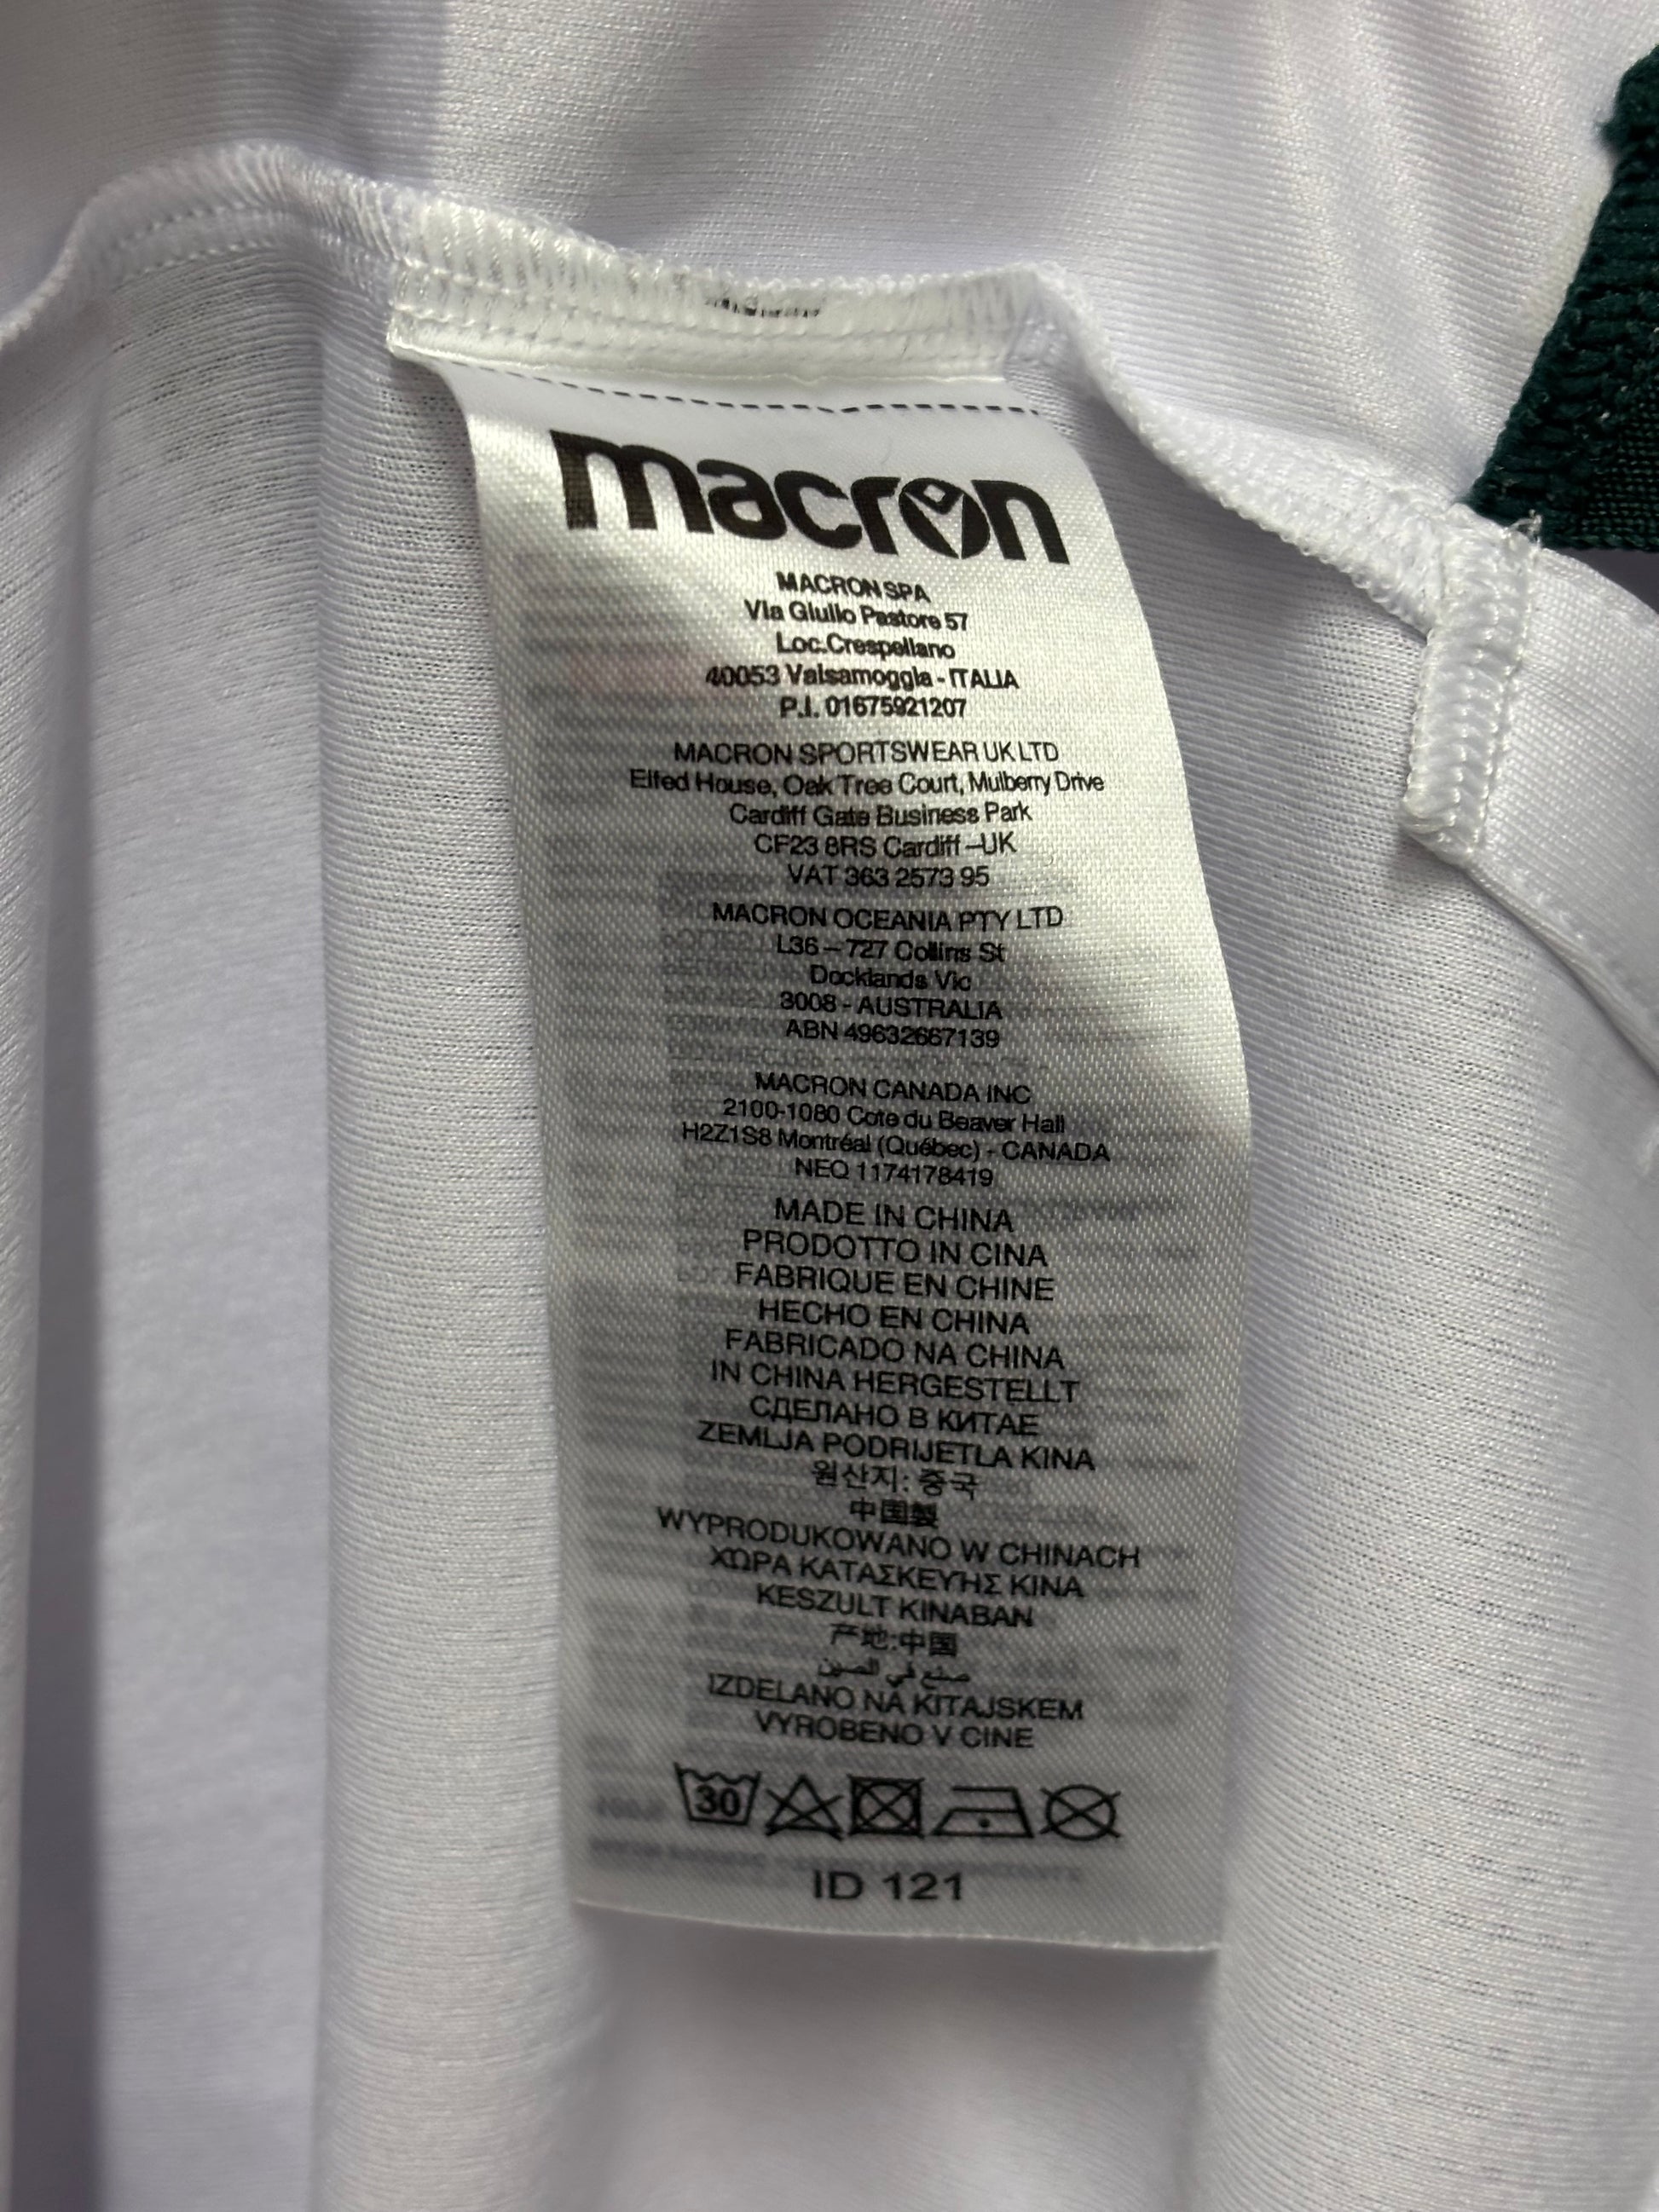 macron
MACRON SPA
Via Giulio Pastore 57
Loc.Crespellano
40053 Valsamoggia - ITALIA
P.I. 01675921207
MACRON SPORTSWEAR UK LTD
Elfed House, Oak Tree Court, Mulberry Drive
Cardiff Gate Business Park
CF23 8RS Cardiff –UK
VAT 363 2573 95
MACRON OCEANIA PTY LTD
L36 – 727 Collins St
Docklands Vic
3008 - AUSTRALIA
ABN 49632667139
MACRON CANADA INC
2100-1080 Cote du Beaver Hall
H2Z1S8 Montréal (Québec) - CANADA
NEQ 1174178419
MADE IN CHINA
PRODOTTO IN CINA
FABRIQUE EN CHINE
HECHO EN CHINA
FABRICADO NA CHINA
IN CHINA HERGESTELLT
СДЕЛАНО В КИТАЕ
ZEMLJA PODRIJETLA KINA
원산지: 중국
中国製
WYPRODUKOWANO W CHINACH
ΧΩΡΑ ΚΑΤΑΣΚΕΥΗΣ ΚΙΝΑ
KESZULT KINABAN
产地:中国
صنع في الصين
IZDELANO NA KITAJSKEM
VYROBENO V CINE
30
ID 121